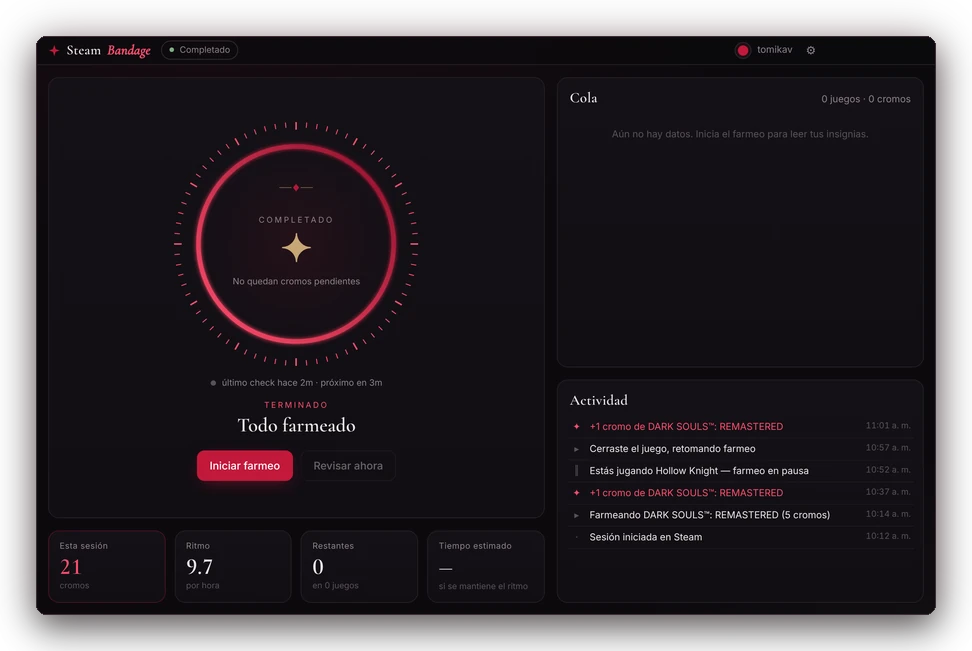 Steam Bandage
Completado
tomikav
COMPLETADO
No quedan cromos pendientes
último check hace 2m · próximo en 3m
TERMINADO
Todo farmeado
Iniciar farmeo
Revisar ahora
Esta sesión
21
cromos
Ritmo
9.7
por hora
Restantes
0
en 0 juegos
Tiempo estimado
—
si se mantiene el ritmo
Cola
0 juegos · 0 cromos
Aún no hay datos. Inicia el farmeo para leer tus insignias.
Actividad
+1 cromo de DARK SOULS™: REMASTERED 11:01 a. m.
Cerraste el juego, retomando farmeo 10:57 a. m.
Estás jugando Hollow Knight — farmeo en pausa 10:52 a. m.
+1 cromo de DARK SOULS™: REMASTERED 10:37 a. m.
Farmeando DARK SOULS™: REMASTERED (5 cromos) 10:14 a. m.
Sesión iniciada en Steam 10:12 a. m.